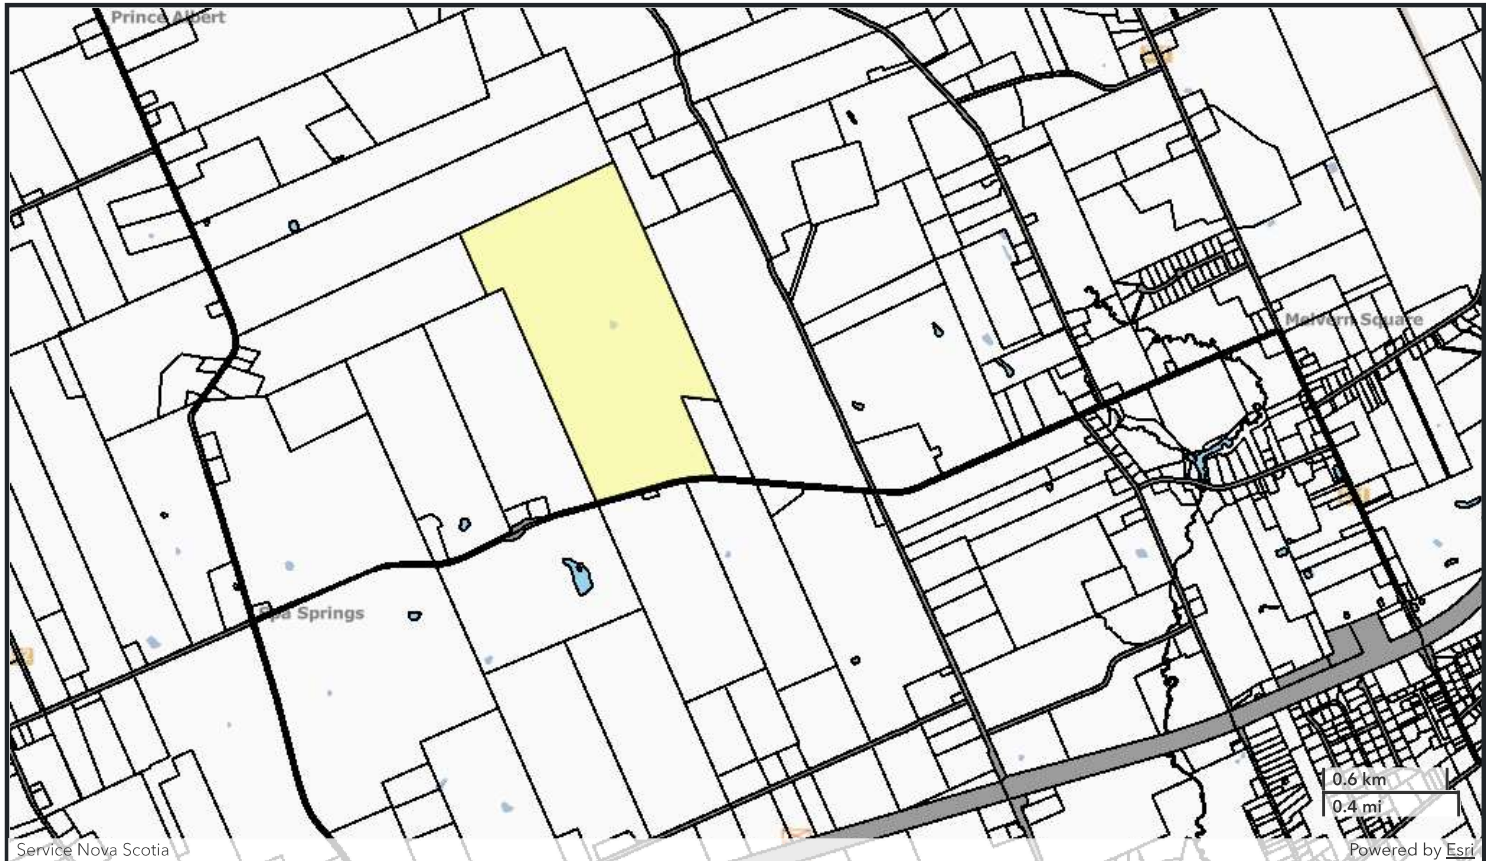 Prince Albert
Melvern Square
Spa Springs
0.6 km
0.4 mi
Service Nova Scotia
Powered by Esri